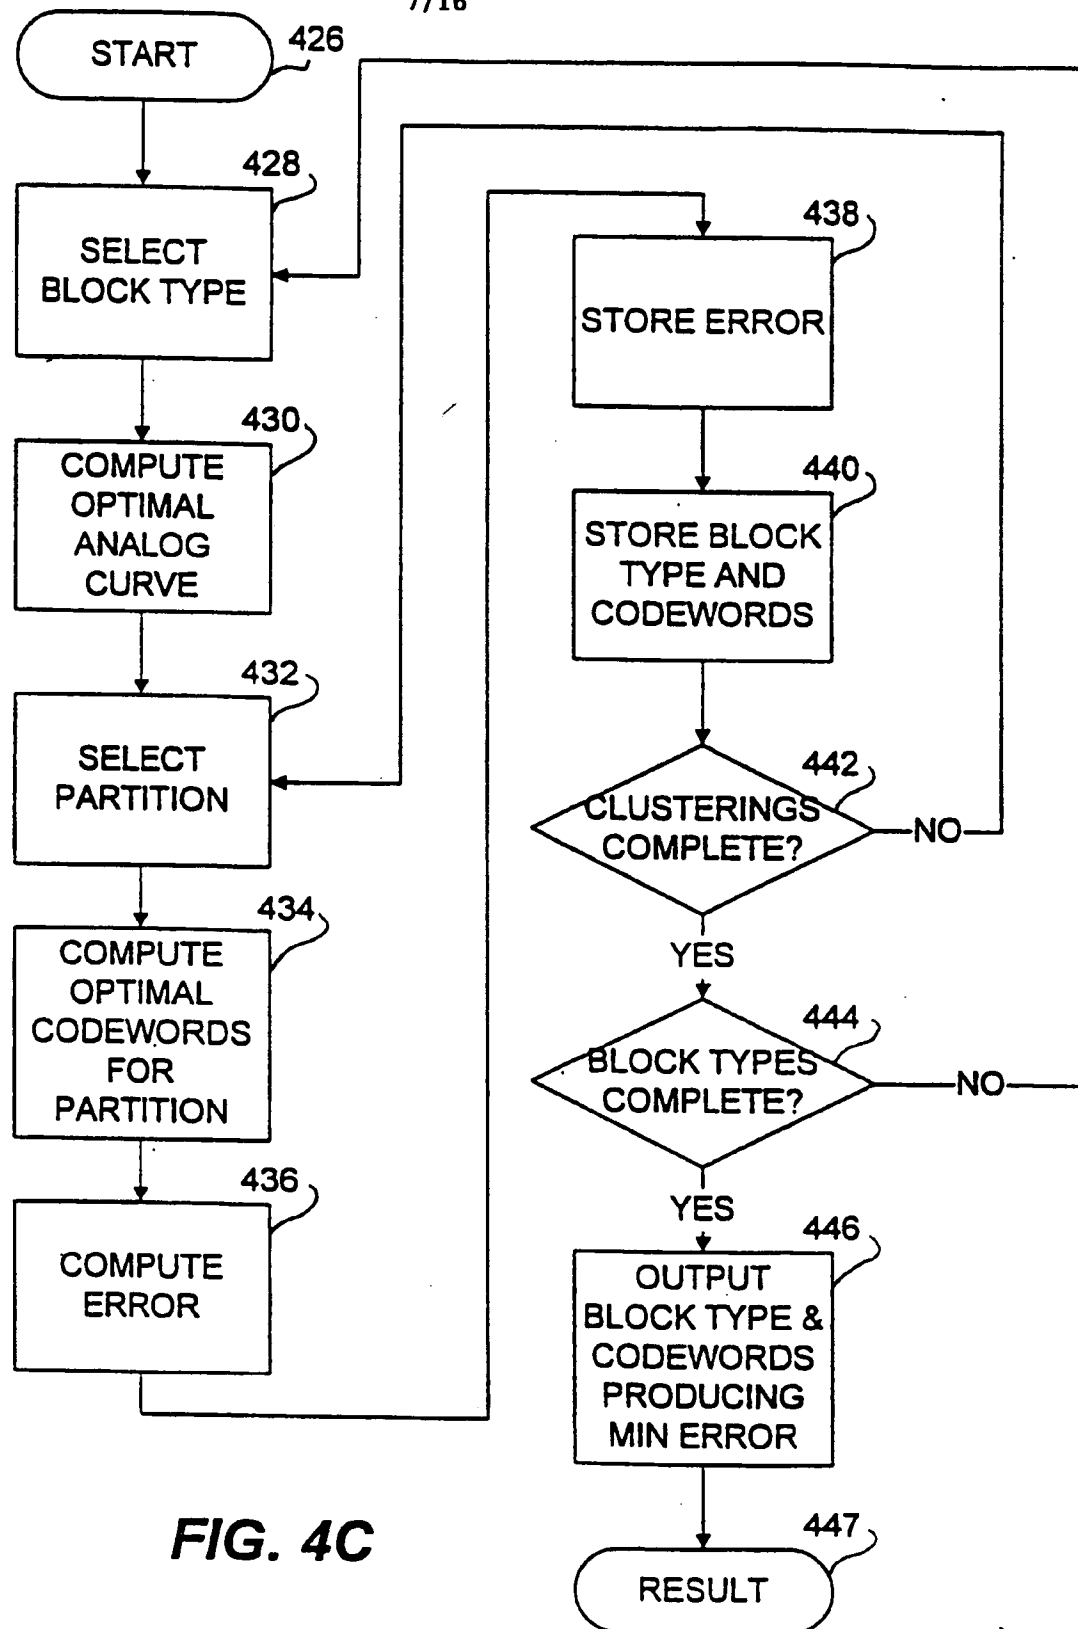 7/16
START
426
428
SELECT
BLOCK TYPE
430
COMPUTE
OPTIMAL
ANALOG
CURVE
432
SELECT
PARTITION
434
COMPUTE
OPTIMAL
CODEWORDS
FOR
PARTITION
436
COMPUTE
ERROR
438
STORE ERROR
440
STORE BLOCK
TYPE AND
CODEWORDS
442
CLUSTERINGS
COMPLETE?
NO
YES
444
BLOCK TYPES
COMPLETE?
NO
YES
446
OUTPUT
BLOCK TYPE &
CODEWORDS
PRODUCING
MIN ERROR
447
RESULT
FIG. 4C